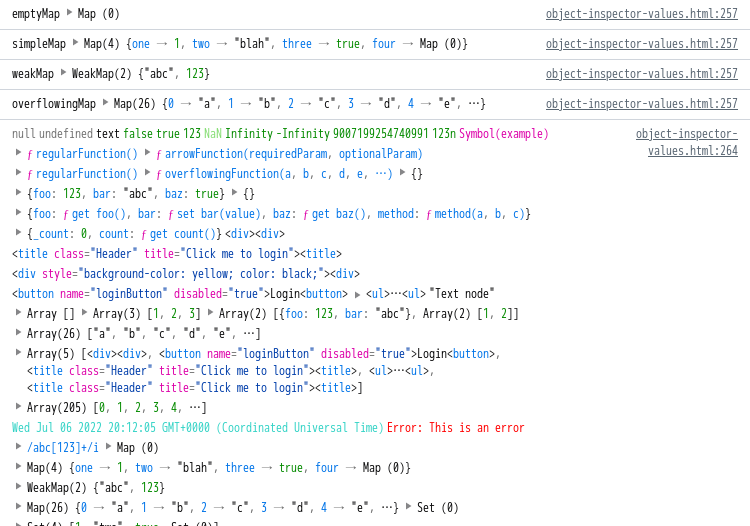 emptyMap ▶ Map (0) object-inspector-values.html:257
simpleMap ▶ Map(4) {one → 1, two → "blah", three → true, four → Map (0)} object-inspector-values.html:257
weakMap ▶ WeakMap(2) {"abc", 123} object-inspector-values.html:257
overflowingMap ▶ Map(26) {0 → "a", 1 → "b", 2 → "c", 3 → "d", 4 → "e", …} object-inspector-values.html:257
null undefined text false true 123 NaN Infinity -Infinity 9007199254740991 123n Symbol(example) object-inspector-
values.html:264
▶ ƒ regularFunction() ▶ ƒ arrowFunction(requiredParam, optionalParam)
▶ ƒ regularFunction() ▶ ƒ overflowingFunction(a, b, c, d, e, …) ▶ {}
▶ {foo: 123, bar: "abc", baz: true} ▶ {}
▶ {foo: ƒ get foo(), bar: ƒ set bar(value), baz: ƒ get baz(), method: ƒ method(a, b, c)}
▶ {_count: 0, count: ƒ get count()} <div><div>
<title class="Header" title="Click me to login"><title>
<div style="background-color: yellow; color: black;"><div>
<button name="loginButton" disabled="true">Login<button> ▶ <ul>…<ul> "Text node"
▶ Array [] ▶ Array(3) [1, 2, 3] ▶ Array(2) [{foo: 123, bar: "abc"}, Array(2) [1, 2]]
▶ Array(26) ["a", "b", "c", "d", "e", …]
▶ Array(5) [<div><div>, <button name="loginButton" disabled="true">Login<button>,
<title class="Header" title="Click me to login"><title>, <ul>…<ul>,
<title class="Header" title="Click me to login"><title>]
▶ Array(205) [0, 1, 2, 3, 4, …]
Wed Jul 06 2022 20:12:05 GMT+0000 (Coordinated Universal Time) Error: This is an error
▶ /abc[123]+/i ▶ Map (0)
▶ Map(4) {one → 1, two → "blah", three → true, four → Map (0)}
▶ WeakMap(2) {"abc", 123}
▶ Map(26) {0 → "a", 1 → "b", 2 → "c", 3 → "d", 4 → "e", …} ▶ Set (0)